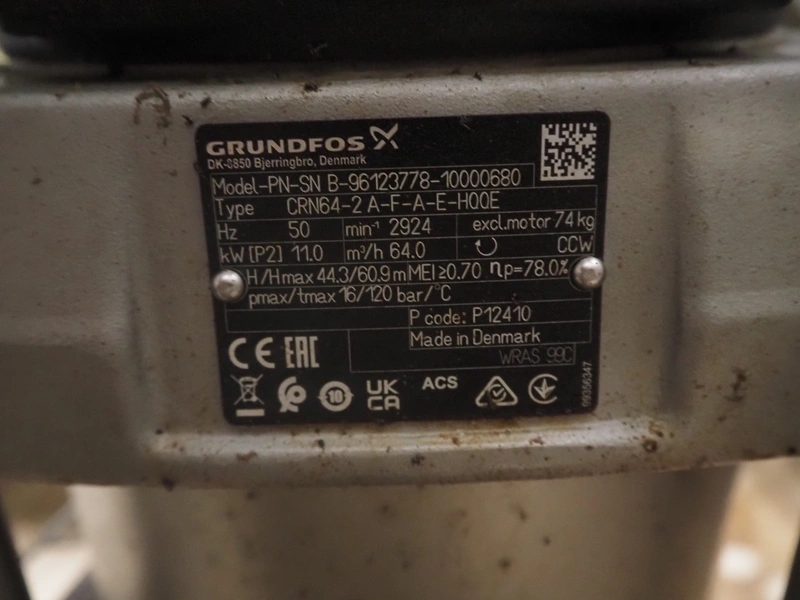 GRUNDFOS
DK-8850 Bjerringbro, Denmark
Model-PN-SN B-96123778-10000680
Type CRN64-2 A-F-A-E-HQQE
Hz 50 min⁻¹ 2924 excl.motor 74 kg
kW [P2] 11.0 m³/h 64.0 CCW
H/Hmax 44.3/60.9 m MEI ≥0.70 ηp=78.0%
pmax/tmax 16/120 bar/°C
P code: P12410
Made in Denmark
WRAS 99C
CE EAC
10 UK CA ACS
99356347